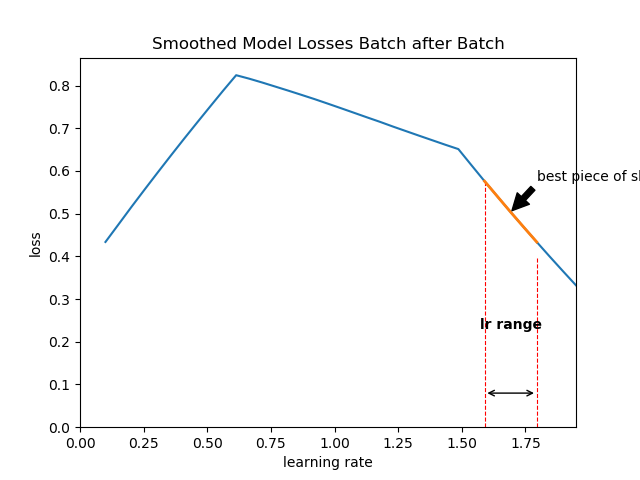 Smoothed Model Losses Batch after Batch
0.8
0.7
0.6
best piece of
0.5
loss
0.4
0.3
lr range
0.2
0.1
0.0
0.00 0.25 0.50 0.75 1.00 1.25 1.50 1.75
learning rate